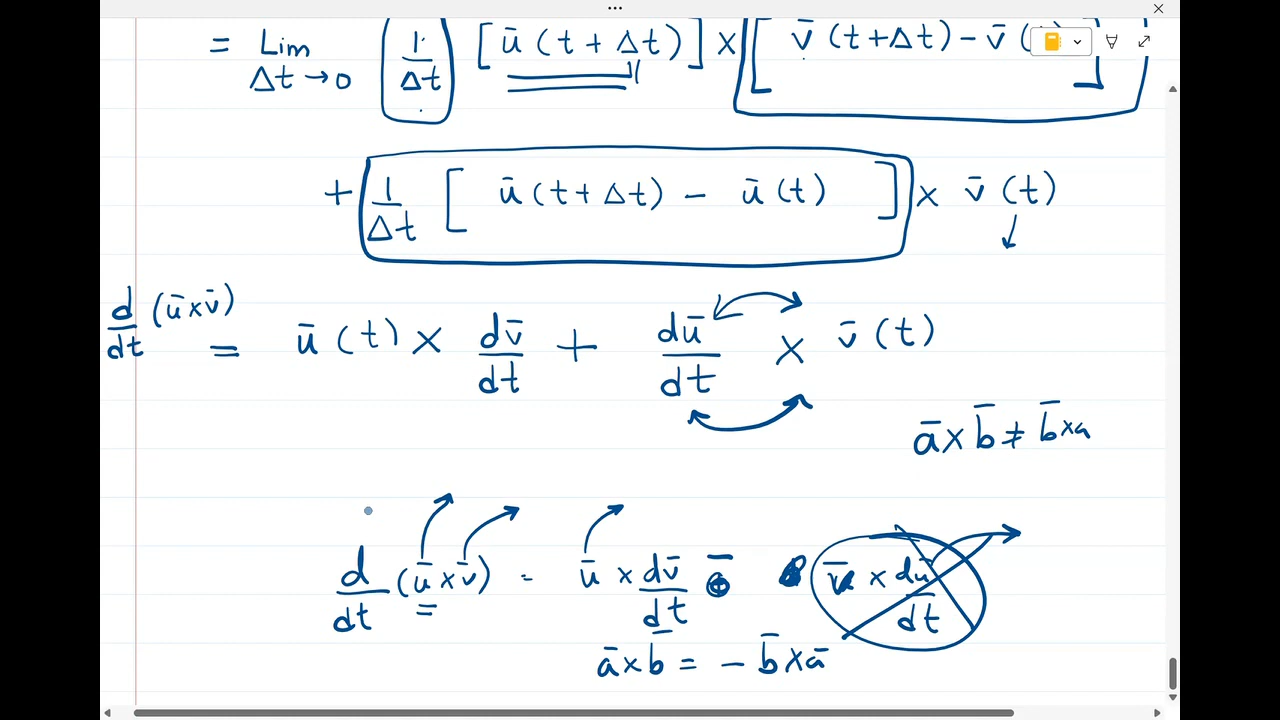 = Lim Δt→0 1/Δt [ū(t+Δt)] × [v̄(t+Δt) − v̄(
+ 1/Δt [ū(t+Δt) − ū(t)] × v̄(t)
d/dt (ū×v̄) = ū(t) × dv̄/dt + dū/dt × v̄(t)
ā×b̄ ≠ b̄×a
d/dt (ū×v̄) = ū × dv̄/dt − × dū/dt
ā×b̄ = −b̄×ā